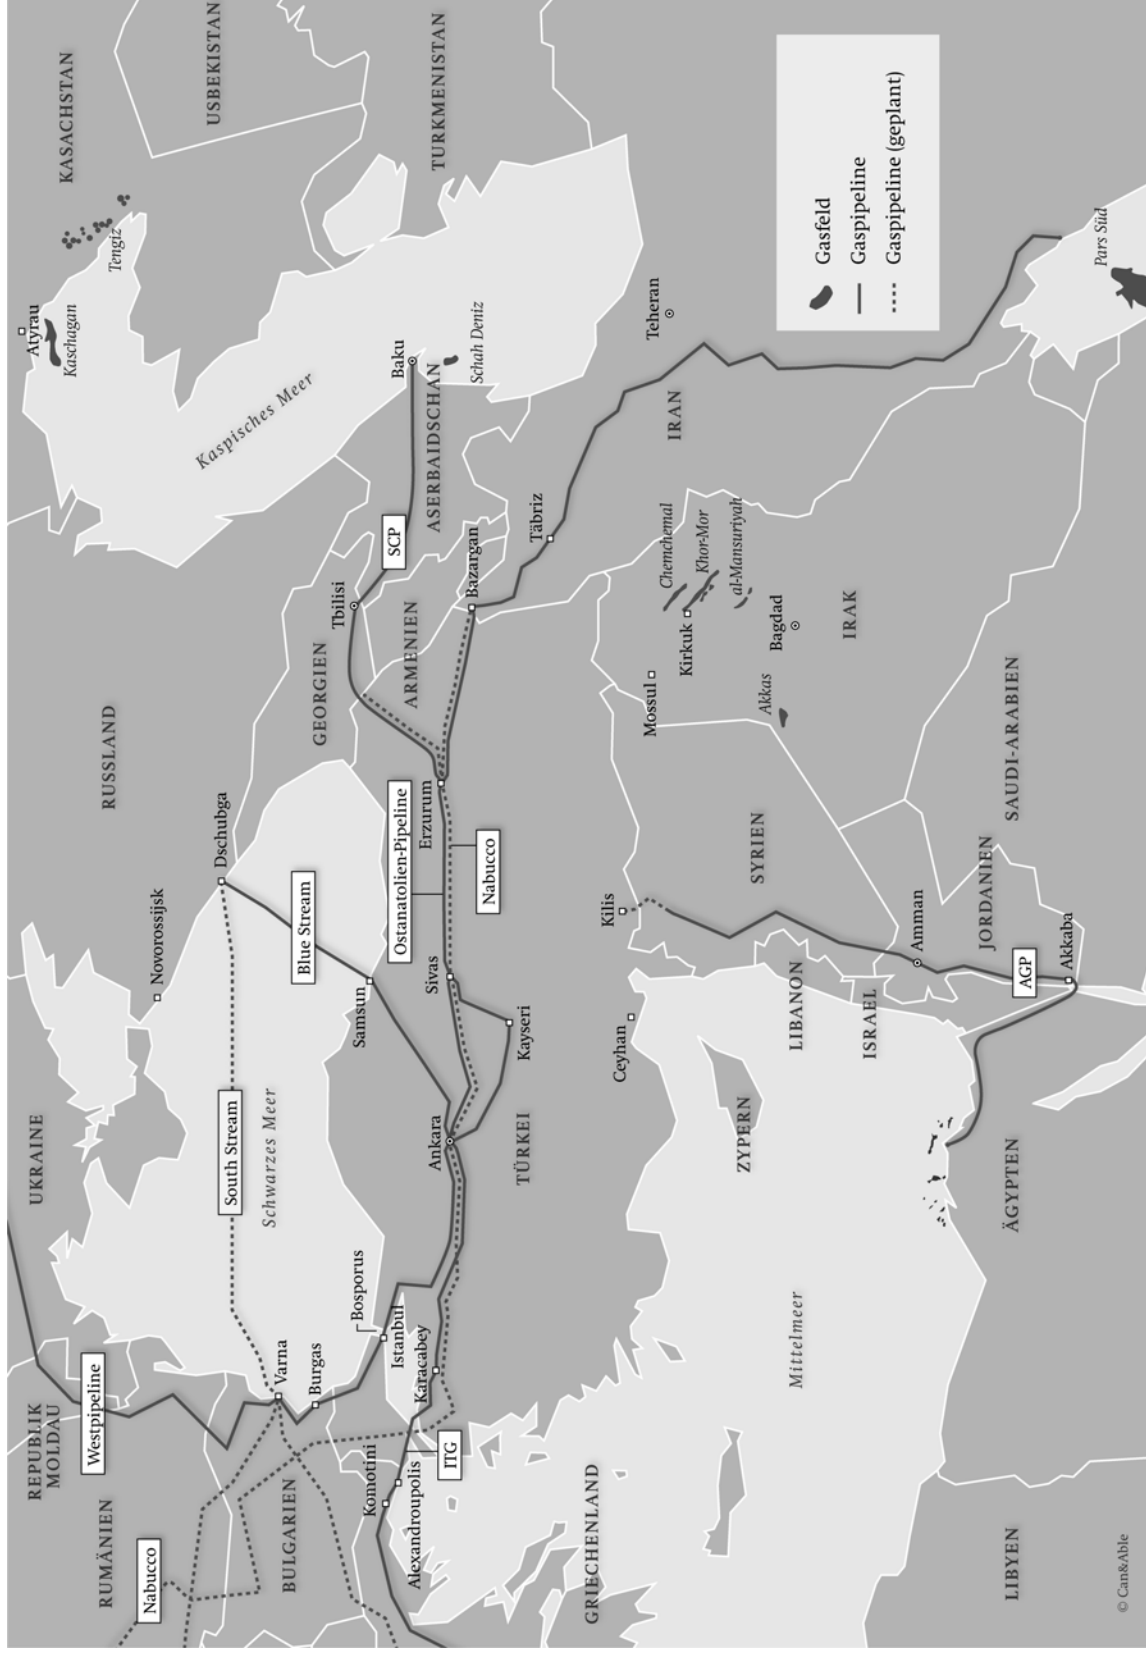 REPUBLIK
MOLDAU
UKRAINE
RUSSLAND
KASACHSTAN
USBEKISTAN
TURKMENISTAN
Atyrau
Kaschagan
Tengiz
Westpipeline
RUMÄNIEN
Nabucco
Novorossijsk
Dschubga
South Stream
Schwarzes Meer
Kaspisches Meer
Varna
Burgas
BULGARIEN
Blue Stream
Samsun
GEORGIEN
Tbilisi
SCP
Baku
ASERBAIDSCHAN
Schah Deniz
ARMENIEN
Bosporus
Istanbul
Karacabey
Komotini
Alexandroupolis
ITG
Ankara
Sivas
Ostanatolien-Pipeline
Erzurum
Nabucco
Bazargan
Kayseri
TÜRKEI
Täbriz
Teheran
IRAN
GRIECHENLAND
Ceyhan
Kilis
Mossul
Kirkuk
Chemchemal
Khor-Mor
al-Mansuriyah
Bagdad
Akkas
IRAK
SYRIEN
ZYPERN
LIBANON
ISRAEL
Mittelmeer
Amman
JORDANIEN
AGP
Akkaba
SAUDI-ARABIEN
ÄGYPTEN
LIBYEN
Pars Süd
Gasfeld
Gaspipeline
Gaspipeline (geplant)
© Can&Able